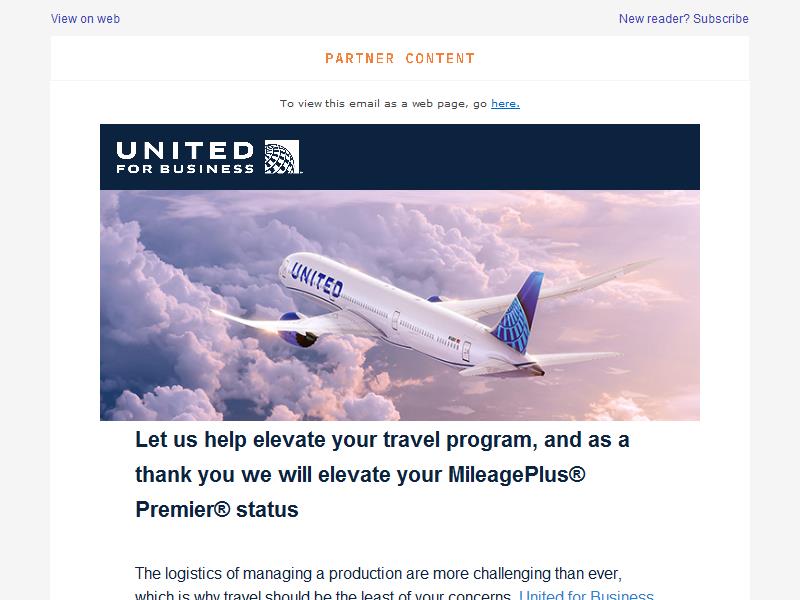 View on web
New reader? Subscribe
PARTNER CONTENT
To view this email as a web page, go here.
UNITED
FOR BUSINESS
UNITED
Let us help elevate your travel program, and as a
thank you we will elevate your MileagePlus®
Premier® status
The logistics of managing a production are more challenging than ever,
which is why travel should be the least of your concerns. United for Business